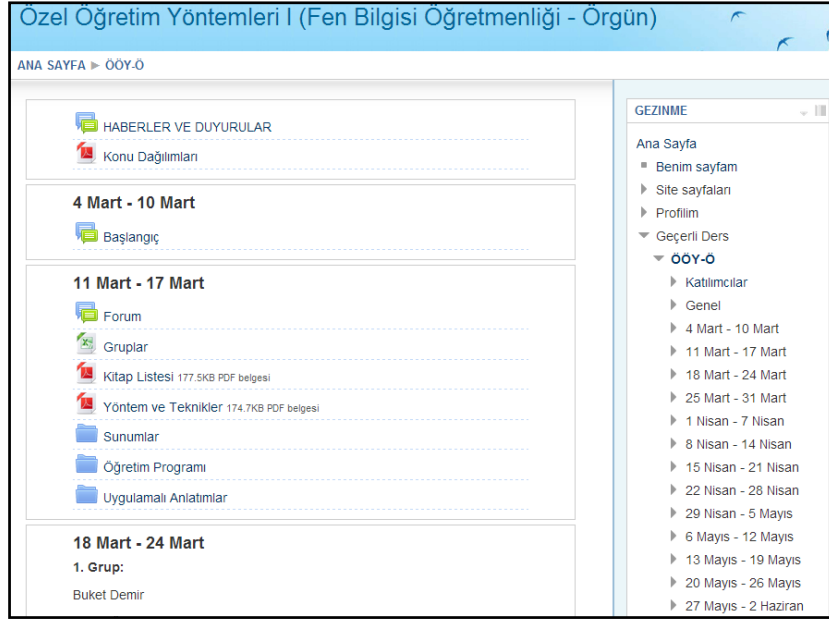 Özel Öğretim Yöntemleri I (Fen Bilgisi Öğretmenliği - Örgün)
ANA SAYFA ► ÖÖY-Ö
HABERLER VE DUYURULAR
Konu Dağılımları
4 Mart - 10 Mart
Başlangıç
11 Mart - 17 Mart
Forum
Gruplar
Kitap Listesi 177.5KB PDF belgesi
Yöntem ve Teknikler 174.7KB PDF belgesi
Sunumlar
Öğretim Programı
Uygulamalı Anlatımlar
18 Mart - 24 Mart
1. Grup:
Buket Demir
GEZINME
Ana Sayfa
Benim sayfam
Site sayfaları
Profilim
Geçerli Ders
ÖÖY-Ö
Katılımcılar
Genel
4 Mart - 10 Mart
11 Mart - 17 Mart
18 Mart - 24 Mart
25 Mart - 31 Mart
1 Nisan - 7 Nisan
8 Nisan - 14 Nisan
15 Nisan - 21 Nisan
22 Nisan - 28 Nisan
29 Nisan - 5 Mayıs
6 Mayıs - 12 Mayıs
13 Mayıs - 19 Mayıs
20 Mayıs - 26 Mayıs
27 Mayıs - 2 Haziran